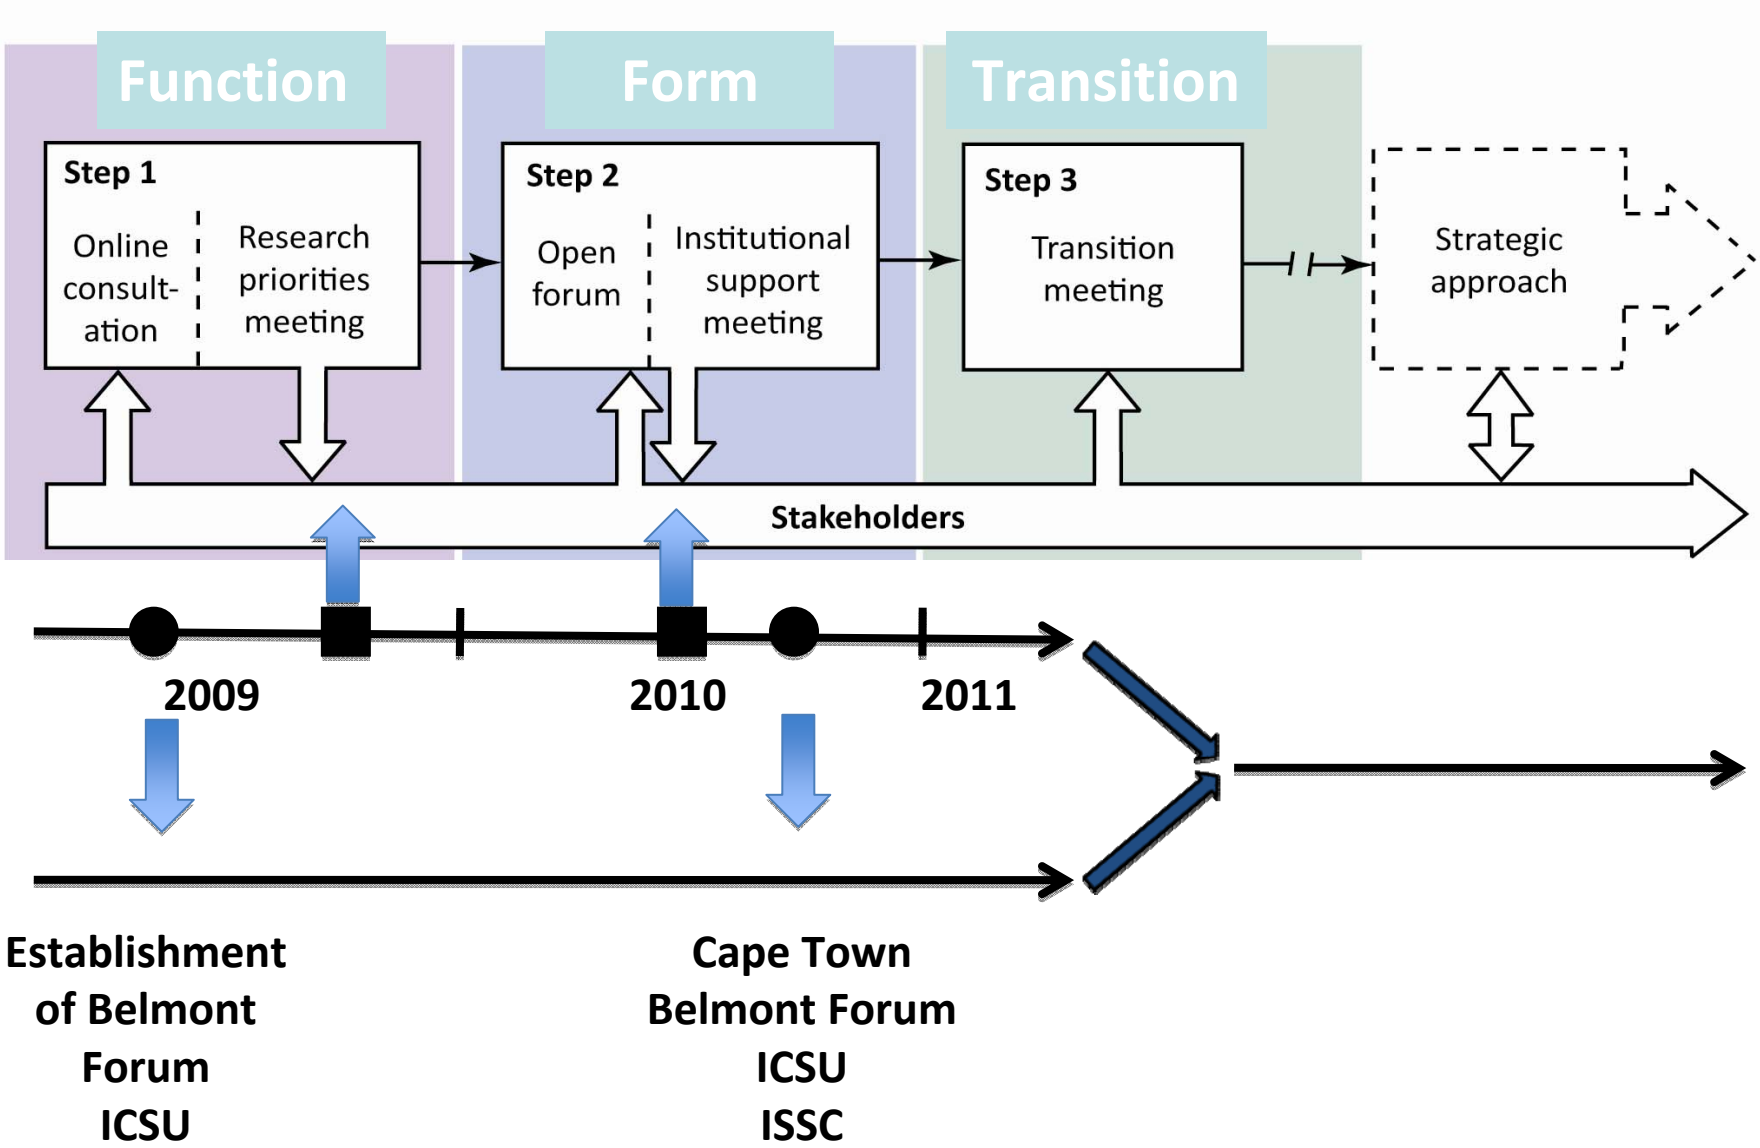 Function
Form
Transition
Step 1
Online
consult-
ation
Research
priorities
meeting
Step 2
Open
forum
Institutional
support
meeting
Step 3
Transition
meeting
Strategic
approach
Stakeholders
2009
2010
2011
Establishment
of Belmont
Forum
ICSU
Cape Town
Belmont Forum
ICSU
ISSC